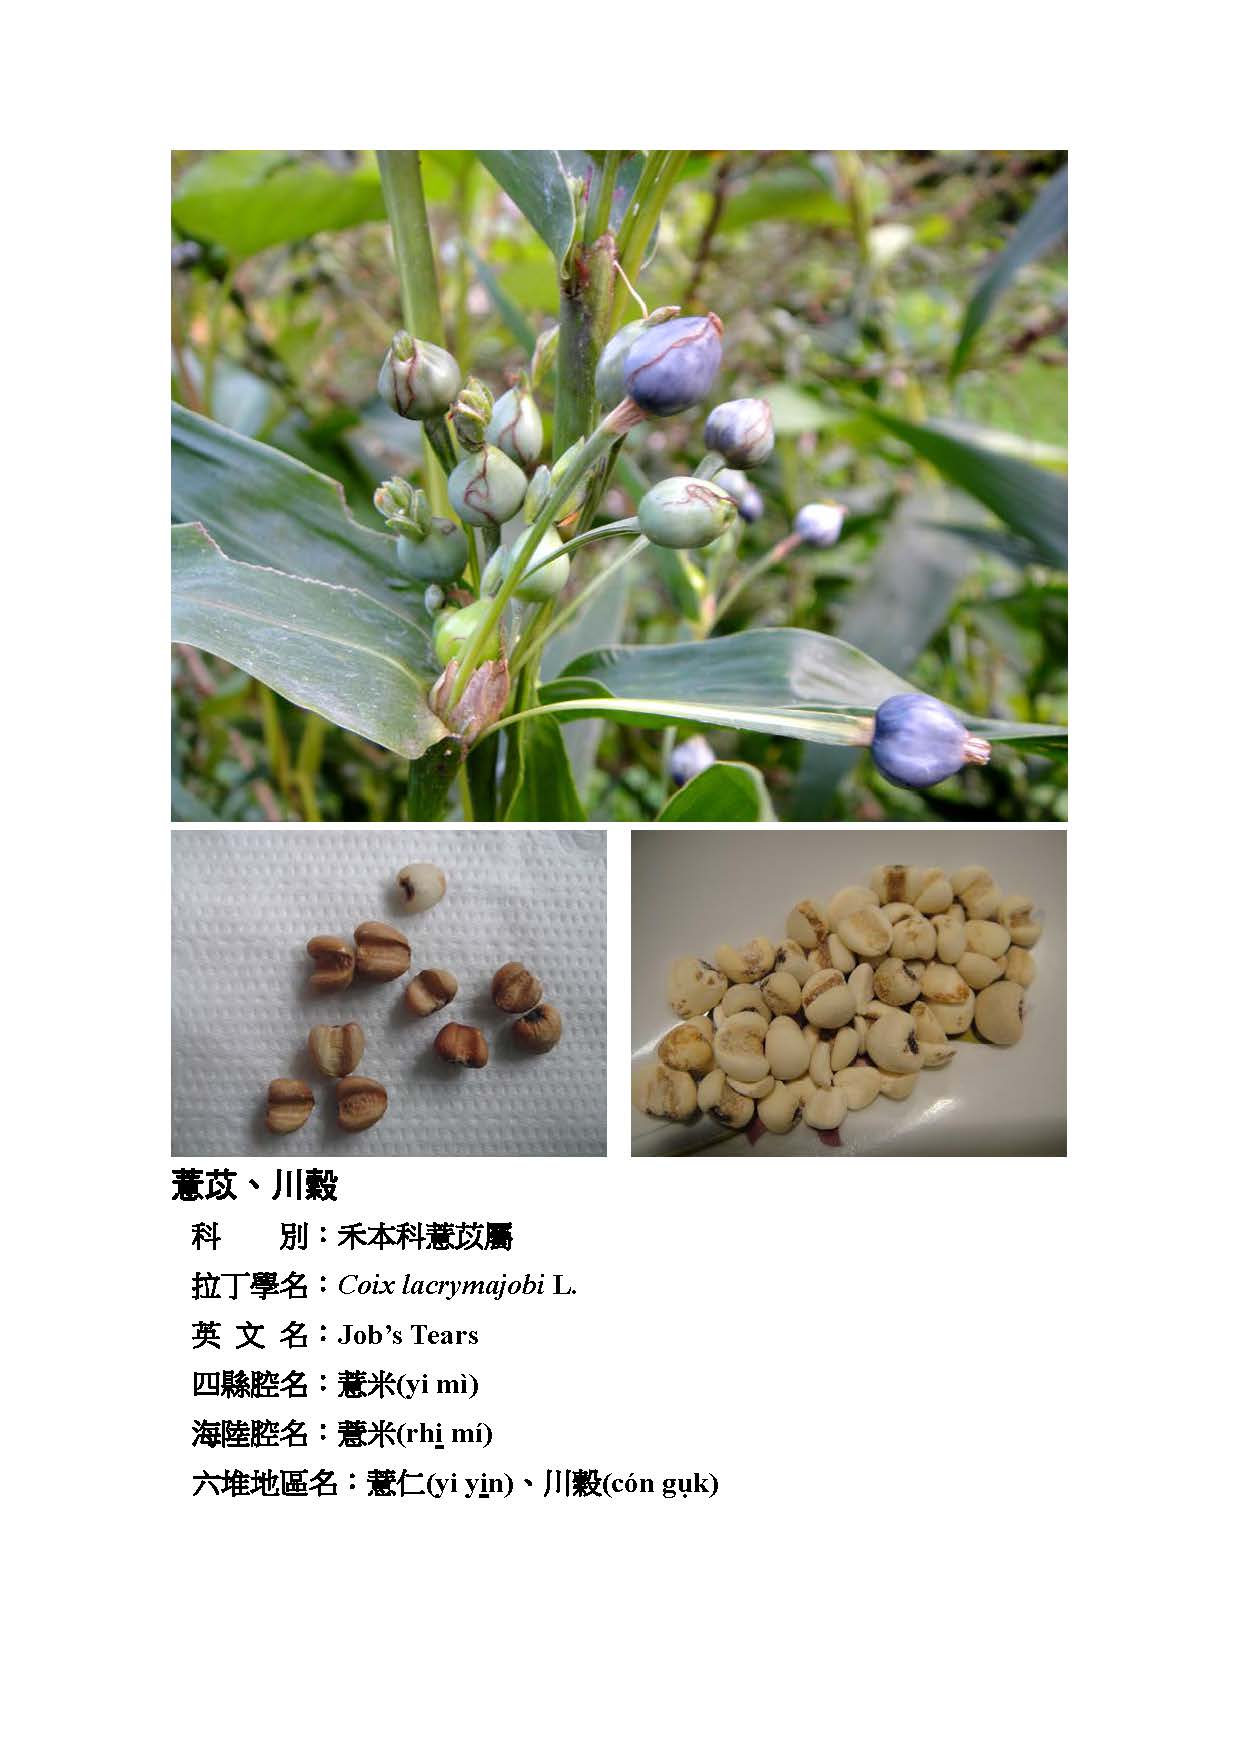 薏苡、川穀
科　　別：禾本科薏苡屬
拉丁學名：Coix lacrymajobi L.
英 文 名：Job’s Tears
四縣腔名：薏米(yi mì)
海陸腔名：薏米(rhi̲ mí)
六堆地區名：薏仁(yi yi̲n)、川穀(cón gụk)